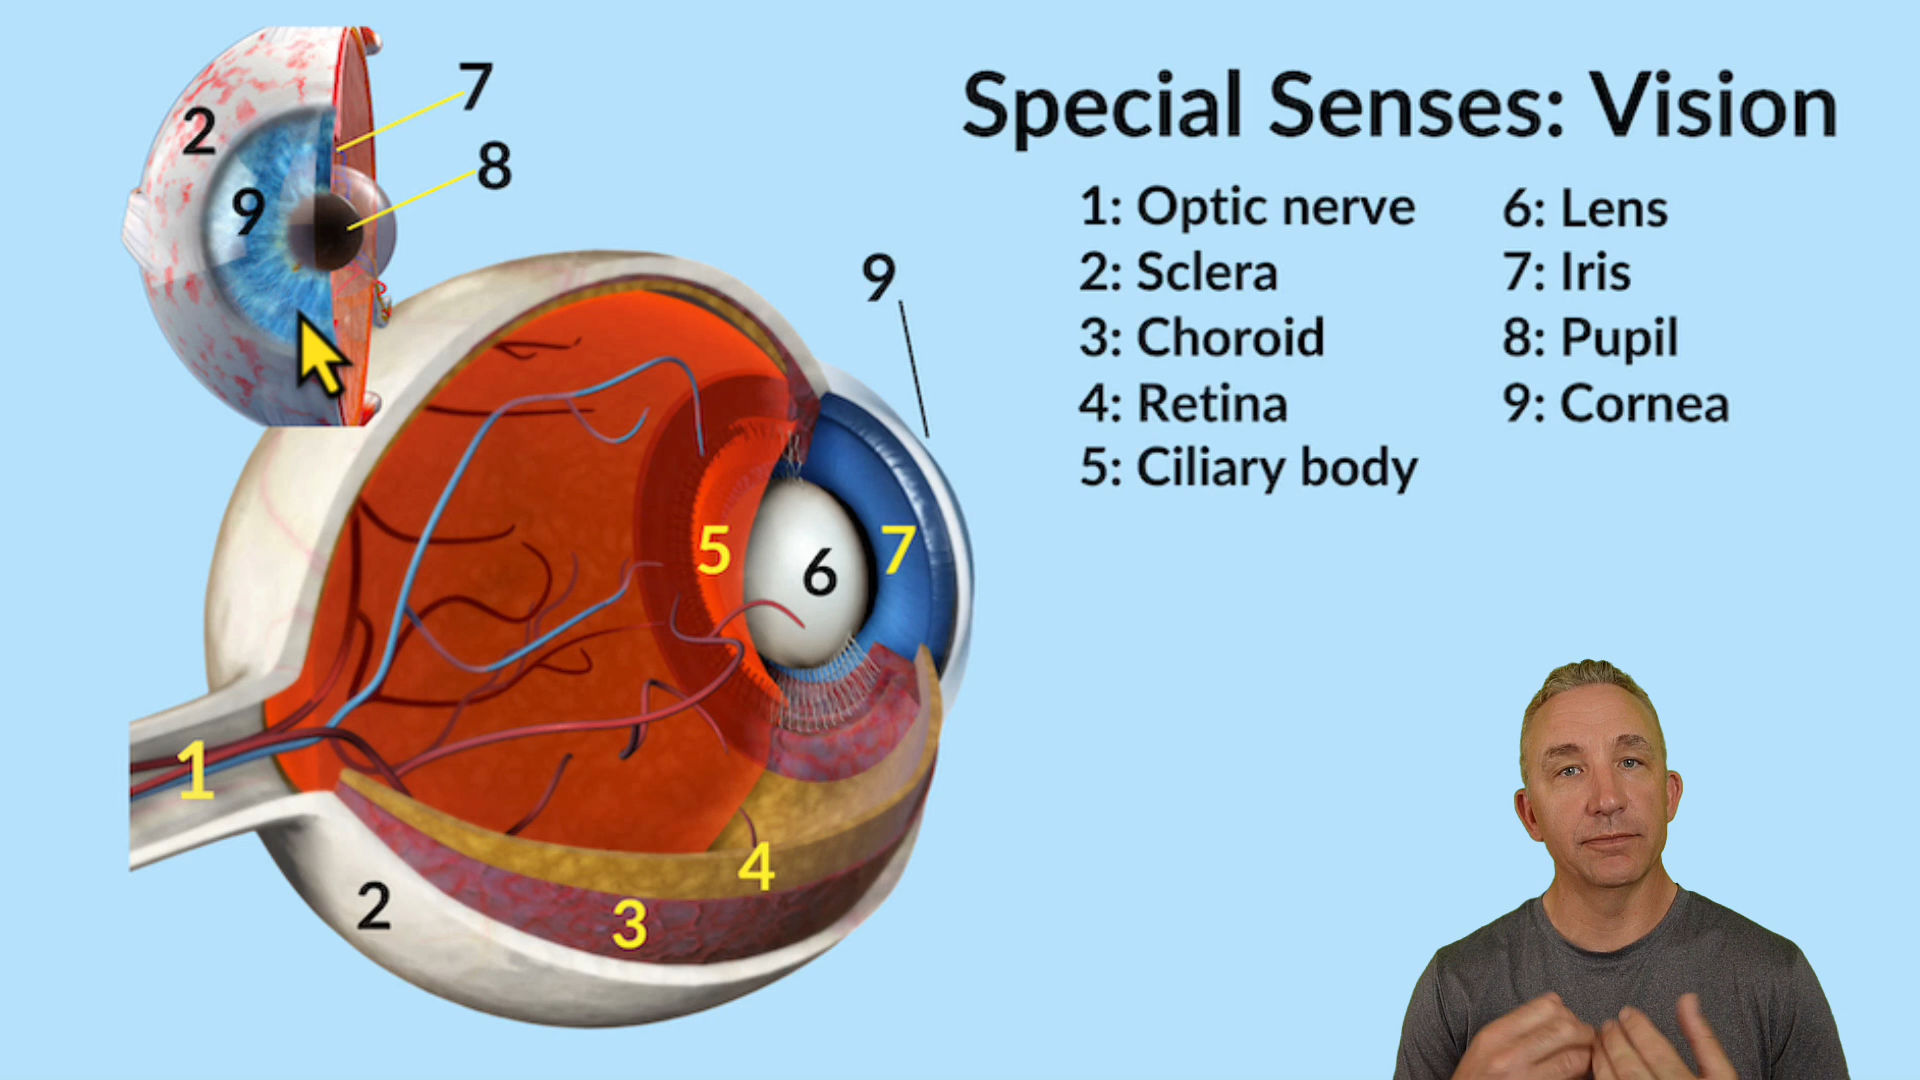 Special Senses: Vision
1: Optic nerve
2: Sclera
3: Choroid
4: Retina
5: Ciliary body
6: Lens
7: Iris
8: Pupil
9: Cornea
7
2
8
9
9
5
6
7
1
4
2
3